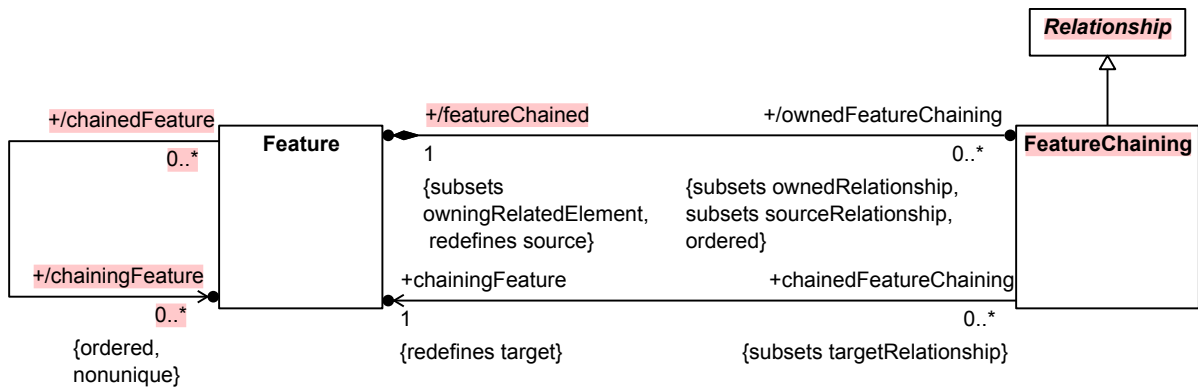 Relationship
+/chainedFeature
0..*
Feature
+/featureChained
1
{subsets
owningRelatedElement,
redefines source}
+/ownedFeatureChaining
0..*
{subsets ownedRelationship,
subsets sourceRelationship,
ordered}
FeatureChaining
+/chainingFeature
0..*
{ordered,
nonunique}
+chainingFeature
1
{redefines target}
+chainedFeatureChaining
0..*
{subsets targetRelationship}